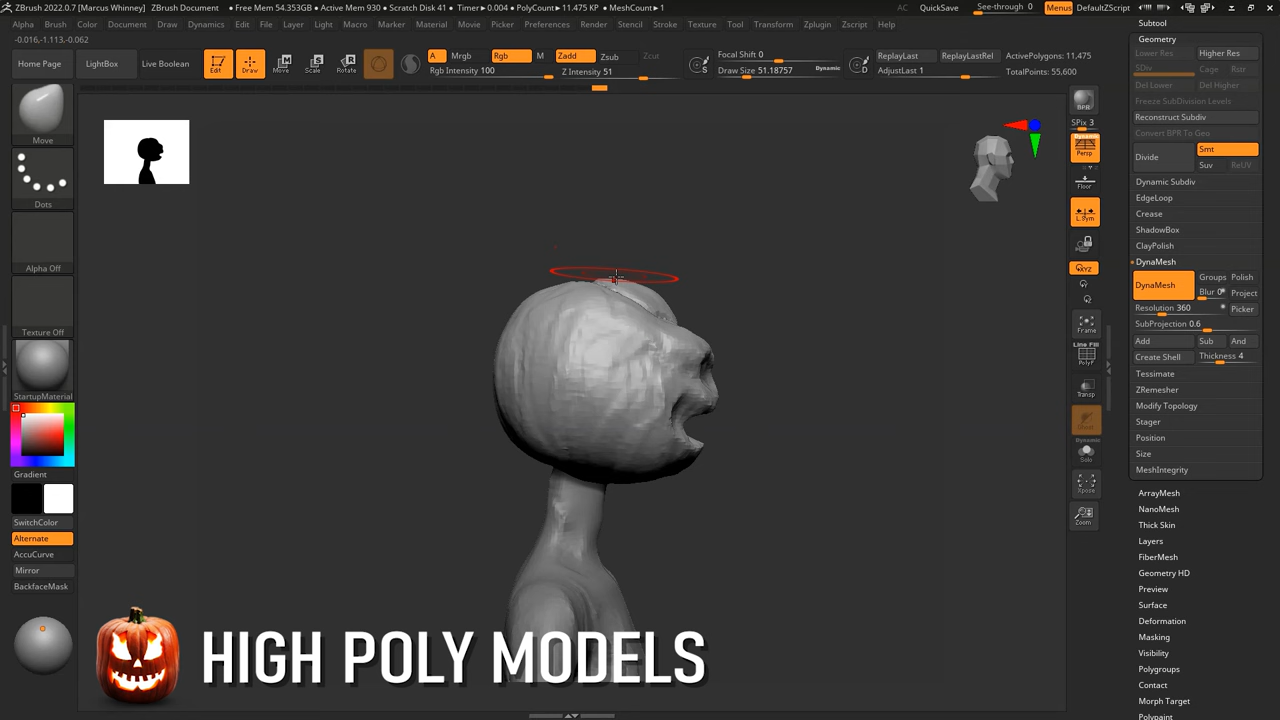 ZBrush 2022.0.7 [Marcus Whinney] ZBrush Document • Free Mem 54.353GB • Active Mem 930 • Scratch Disk 41 • Timer▶0.004 • PolyCount▶11.475 KP • MeshCount▶1
AC QuickSave See-through 0 Menus DefaultZScript
Alpha Brush Color Document Draw Dynamics Edit File Layer Light Macro Marker Material Movie Picker Preferences Render Stencil Stroke Texture Tool Transform Zplugin Zscript Help
-0.016,-1.113,-0.062
Home Page LightBox Live Boolean Edit Draw Move Scale Rotate
A Mrgb Rgb M Zadd Zsub Zcut
Rgb Intensity 100 Z Intensity 51
Focal Shift 0
Draw Size 51.18757 Dynamic
S D
ReplayLast ReplayLastRel
AdjustLast 1
ActivePolygons: 11,475
TotalPoints: 55,600
Move
Dots
Alpha Off
Texture Off
StartupMaterial
Gradient
SwitchColor
Alternate
AccuCurve
Mirror
BackfaceMask
HIGH POLY MODELS
BPR
SPix 3
Dynamic
Persp
Floor
L.Sym
XYZ
Frame
Line Fill
PolyF
Transp
Dynamic
Solo
Xpose
Zoom
Subtool
Geometry
Lower Res Higher Res
SDiv Cage Rstr
Del Lower Del Higher
Freeze SubDivision Levels
Reconstruct Subdiv
Convert BPR To Geo
Divide Smt
Suv ReUV
Dynamic Subdiv
EdgeLoop
Crease
ShadowBox
ClayPolish
DynaMesh
DynaMesh Groups Polish
Blur 0 Project
Resolution 360 Picker
SubProjection 0.6
Add Sub And
Create Shell Thickness 4
Tessimate
ZRemesher
Modify Topology
Stager
Position
Size
MeshIntegrity
ArrayMesh
NanoMesh
Thick Skin
Layers
FiberMesh
Geometry HD
Preview
Surface
Deformation
Masking
Visibility
Polygroups
Contact
Morph Target
Polypaint